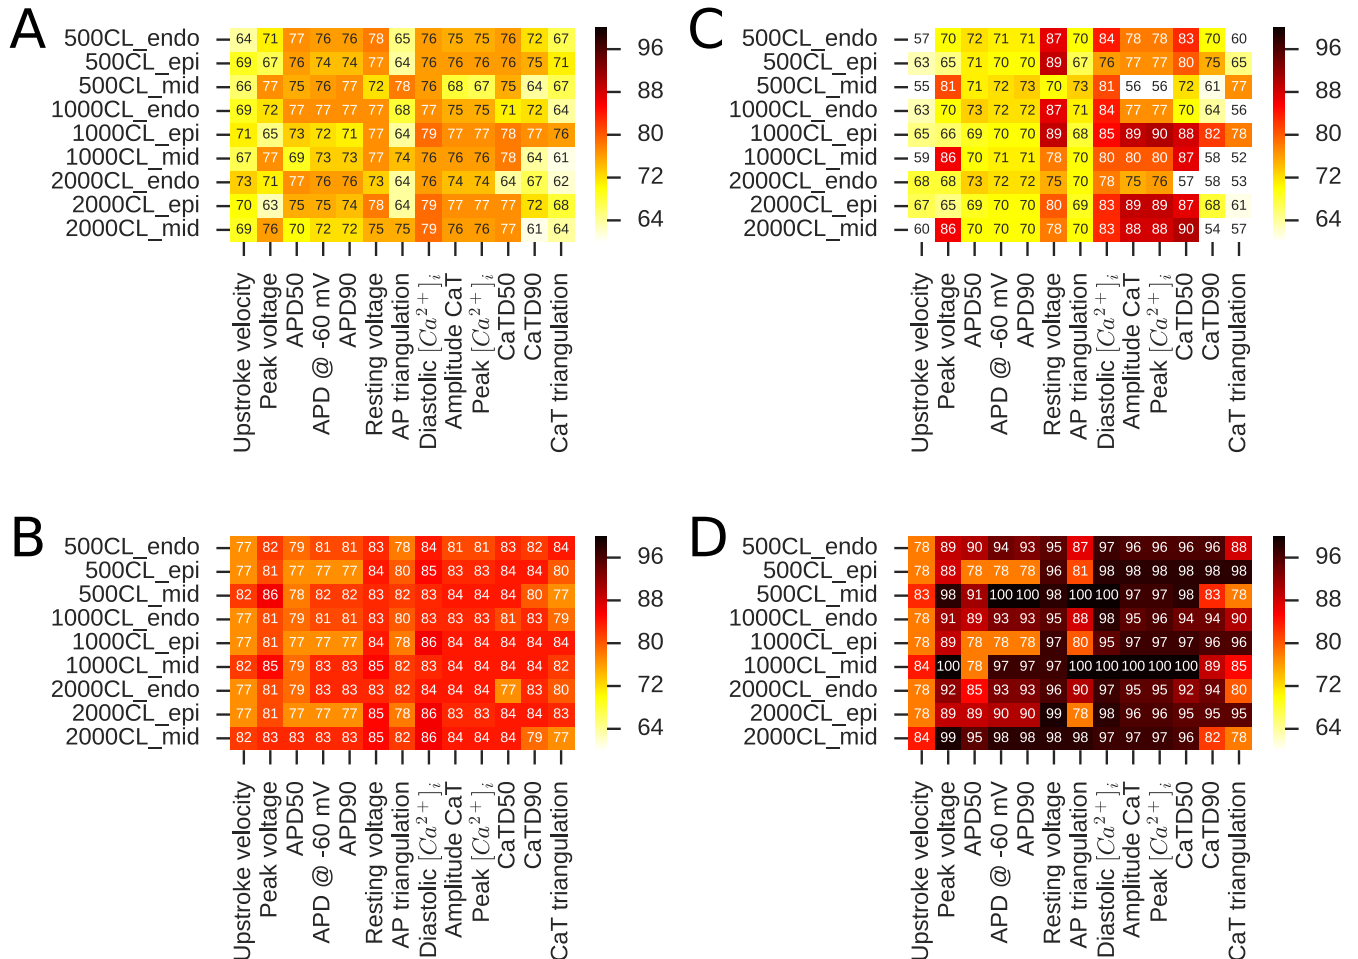 A
500CL_endo 64 71 77 76 76 78 65 76 75 75 76 72 67
500CL_epi 69 67 76 74 74 77 64 76 76 76 76 75 71
500CL_mid 66 77 75 76 77 72 78 76 68 67 75 64 67
1000CL_endo 69 72 77 77 77 77 68 77 75 75 71 72 64
1000CL_epi 71 65 73 72 71 77 64 79 77 77 78 77 76
1000CL_mid 67 77 69 73 73 77 74 76 76 76 78 64 61
2000CL_endo 73 71 77 76 76 73 64 76 74 74 64 67 62
2000CL_epi 70 63 75 75 74 78 64 79 77 77 77 72 68
2000CL_mid 69 76 70 72 72 75 75 79 76 76 77 61 64
96
88
80
72
64
Upstroke velocity
Peak voltage
APD50
APD @ -60 mV
APD90
Resting voltage
AP triangulation
Diastolic [Ca²⁺]ᵢ
Amplitude CaT
Peak [Ca²⁺]ᵢ
CaTD50
CaTD90
CaT triangulation
C
500CL_endo 57 70 72 71 71 87 70 84 78 78 83 70 60
500CL_epi 63 65 71 70 70 89 67 76 77 77 80 75 65
500CL_mid 55 81 71 72 73 70 73 81 56 56 72 61 77
1000CL_endo 63 70 73 72 71 87 71 84 77 77 70 64 56
1000CL_epi 65 66 69 70 70 89 68 85 89 90 88 82 78
1000CL_mid 59 86 70 71 71 78 70 80 80 80 87 58 52
2000CL_endo 68 68 73 72 72 75 70 78 75 76 57 58 53
2000CL_epi 67 65 69 70 70 80 69 83 89 89 87 68 61
2000CL_mid 60 86 70 70 70 78 70 83 88 88 90 54 57
96
88
80
72
64
Upstroke velocity
Peak voltage
APD50
APD @ -60 mV
APD90
Resting voltage
AP triangulation
Diastolic [Ca²⁺]ᵢ
Amplitude CaT
Peak [Ca²⁺]ᵢ
CaTD50
CaTD90
CaT triangulation
B
500CL_endo 77 82 79 81 81 83 78 84 81 81 83 82 84
500CL_epi 77 81 77 77 77 84 80 85 83 83 84 84 80
500CL_mid 82 86 78 82 82 83 82 83 84 84 84 80 77
1000CL_endo 77 81 79 81 81 83 80 84 83 83 81 83 79
1000CL_epi 77 81 77 77 77 84 78 86 84 84 84 84 84
1000CL_mid 82 85 79 83 83 85 82 83 84 84 84 84 82
2000CL_endo 77 81 79 83 83 83 82 84 84 84 77 83 80
2000CL_epi 77 81 77 77 77 85 78 86 83 83 84 84 83
2000CL_mid 82 83 83 83 83 85 82 86 84 84 84 79 77
96
88
80
72
64
Upstroke velocity
Peak voltage
APD50
APD @ -60 mV
APD90
Resting voltage
AP triangulation
Diastolic [Ca²⁺]ᵢ
Amplitude CaT
Peak [Ca²⁺]ᵢ
CaTD50
CaTD90
CaT triangulation
D
500CL_endo 78 89 90 94 93 95 87 97 96 96 96 96 88
500CL_epi 78 88 78 78 78 96 81 98 98 98 98 98 98
500CL_mid 83 98 91 100 100 98 100 100 97 97 98 83 78
1000CL_endo 78 91 89 93 93 95 88 98 95 96 94 94 90
1000CL_epi 78 89 78 78 78 97 80 95 97 97 97 96 96
1000CL_mid 84 100 78 97 97 97 100 100 100 100 100 89 85
2000CL_endo 78 92 85 93 93 96 90 97 95 95 92 94 80
2000CL_epi 78 89 89 90 90 99 78 98 96 96 95 95 95
2000CL_mid 84 99 95 98 98 98 98 97 97 97 96 82 78
96
88
80
72
64
Upstroke velocity
Peak voltage
APD50
APD @ -60 mV
APD90
Resting voltage
AP triangulation
Diastolic [Ca²⁺]ᵢ
Amplitude CaT
Peak [Ca²⁺]ᵢ
CaTD50
CaTD90
CaT triangulation